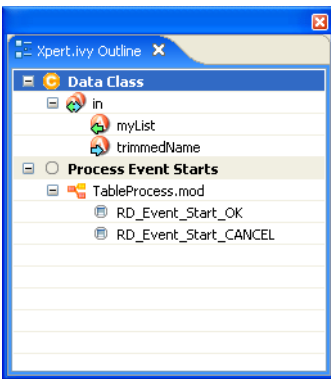 Xpert.ivy Outline
Data Class
in
myList
trimmedName
Process Event Starts
TableProcess.mod
RD_Event_Start_OK
RD_Event_Start_CANCEL